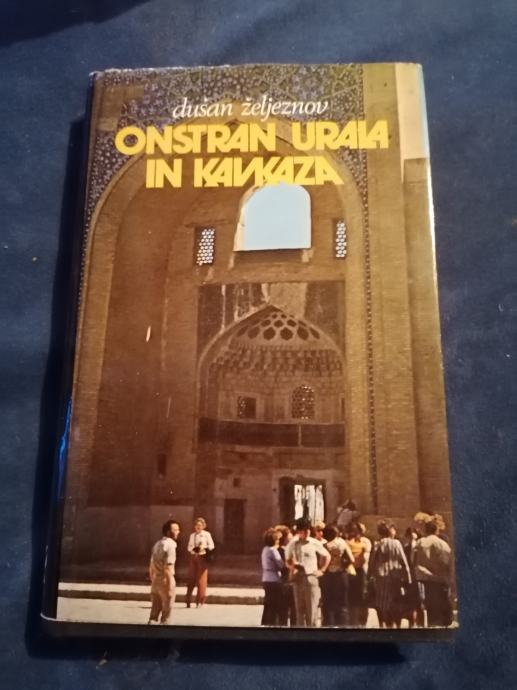 dušan željeznov
ONSTRAN URALA
IN KAVKAZA